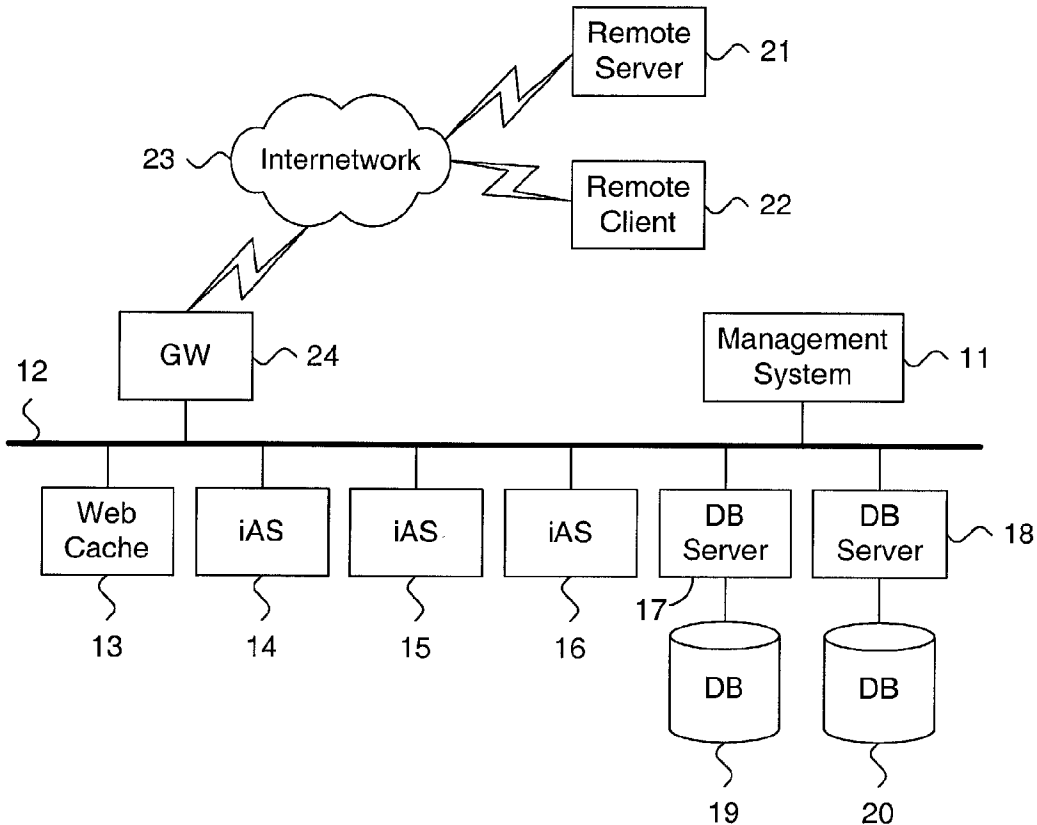 Remote
Server
21
23
Internetwork
Remote
Client
22
GW
24
Management
System
11
12
Web
Cache
iAS
iAS
iAS
DB
Server
DB
Server
18
13
14
15
16
17
DB
DB
19
20